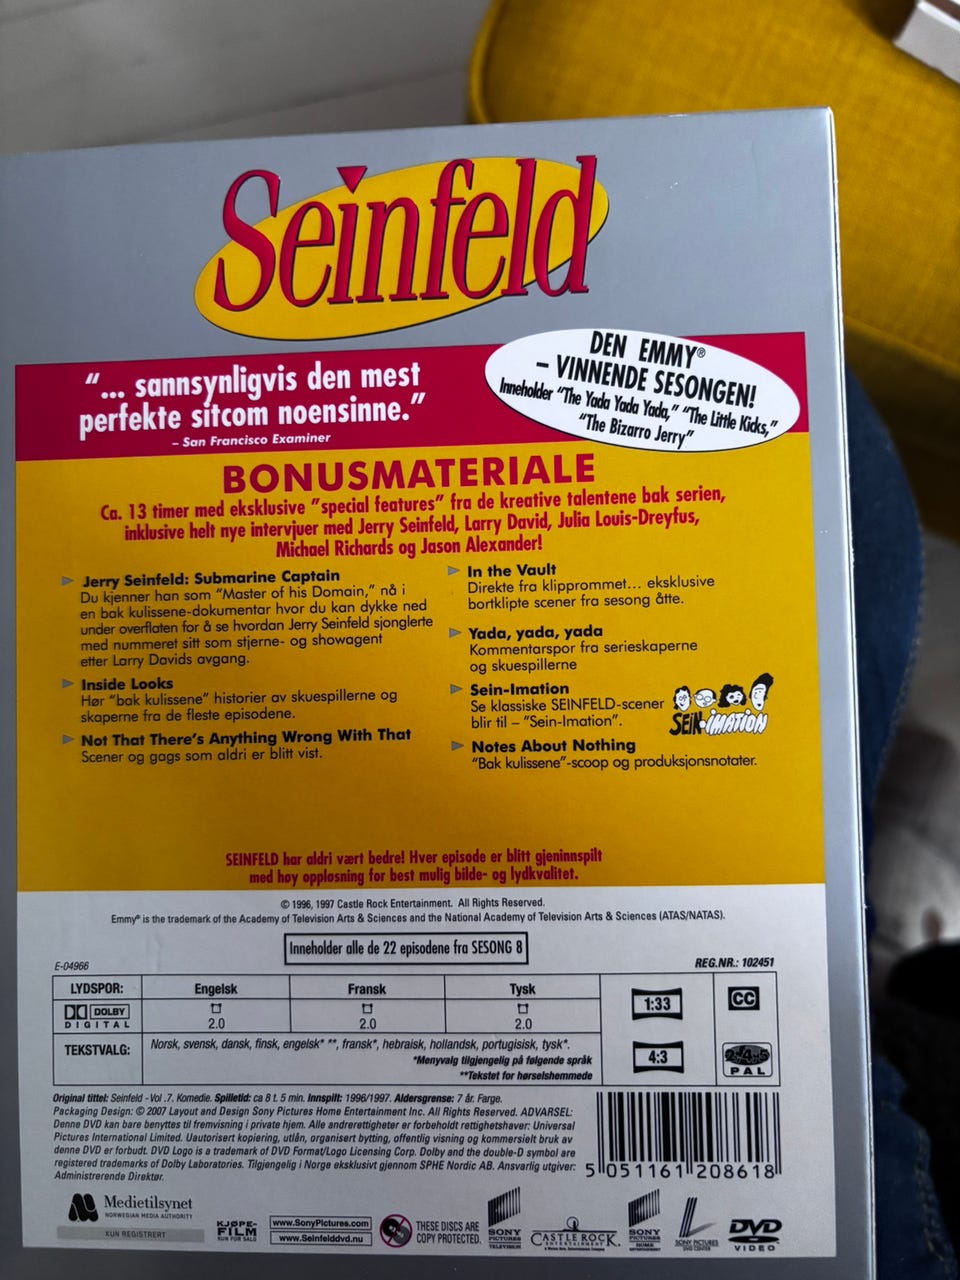 Seinfeld
“... sannsynligvis den mest
perfekte sitcom noensinne.”
– San Francisco Examiner
DEN EMMY®
– VINNENDE SESONGEN!
Inneholder “The Yada Yada Yada,” “The Little Kicks,”
“The Bizarro Jerry”
BONUSMATERIALE
Ca. 13 timer med eksklusive ”special features” fra de kreative talentene bak serien,
inklusive helt nye intervjuer med Jerry Seinfeld, Larry David, Julia Louis-Dreyfus,
Michael Richards og Jason Alexander!
Jerry Seinfeld: Submarine Captain
Du kjenner han som “Master of his Domain,” nå i
en bak kulissene-dokumentar hvor du kan dykke ned
under overflaten for å se hvordan Jerry Seinfeld sjonglerte
med nummeret sitt som stjerne- og showagent
etter Larry Davids avgang.
Inside Looks
Hør “bak kulissene” historier av skuespillerne og
skaperne fra de fleste episodene.
Not That There’s Anything Wrong With That
Scener og gags som aldri er blitt vist.
In the Vault
Direkte fra klipprommet... eksklusive
bortklipte scener fra sesong åtte.
Yada, yada, yada
Kommentarspor fra serieskaperne
og skuespillerne
Sein-Imation
Se klassiske SEINFELD-scener
blir til – “Sein-Imation”.
SEIN-IMATION
Notes About Nothing
“Bak kulissene”-scoop og produksjonsnotater.
SEINFELD har aldri vært bedre! Hver episode er blitt gjeninnspilt
med høy oppløsning for best mulig bilde- og lydkvalitet.
© 1996, 1997 Castle Rock Entertainment. All Rights Reserved.
Emmy® is the trademark of the Academy of Television Arts & Sciences and the National Academy of Television Arts & Sciences (ATAS/NATAS).
Inneholder alle de 22 episodene fra SESONG 8
E-04966
REG.NR.: 102451
LYDSPOR: Engelsk Fransk Tysk
DOLBY
DIGITAL 2.0 2.0 2.0
TEKSTVALG: Norsk, svensk, dansk, finsk, engelsk* **, fransk*, hebraisk, hollandsk, portugisisk, tysk*.
*Menyvalg tilgjengelig på følgende språk
**Tekstet for hørselshemmede
1:33
CC
4:3
2•4•5
PAL
Original tittel: Seinfeld - Vol .7. Komedie. Spilletid: ca 8 t. 5 min. Innspilt: 1996/1997. Aldersgrense: 7 år. Farge.
Packaging Design: © 2007 Layout and Design Sony Pictures Home Entertainment Inc. All Rights Reserved. ADVARSEL:
Denne DVD kan bare benyttes til fremvisning i private hjem. Alle andrerettigheter er forbeholdt rettighetshaver: Universal
Pictures International Limited. Uautorisert kopiering, utlån, organisert bytting, offentlig visning og kommersielt bruk av
denne DVD er forbudt. DVD Logo is a trademark of DVD Format/Logo Licensing Corp. Dolby and the double-D symbol are
registered trademarks of Dolby Laboratories. Tilgjengelig i Norge eksklusivt gjennom SPHE Nordic AB. Ansvarlig utgiver:
Administrerende Direktør.
5 051161 208618
Medietilsynet
NORWEGIAN MEDIA AUTHORITY
KUN REGISTRERT
KJØPE-
FILM
KUN FOR SALG
www.SonyPictures.com
www.Seinfelddvd.nu
THESE DISCS ARE
COPY PROTECTED.
SONY
PICTURES
TELEVISION
CASTLE ROCK
ENTERTAINMENT
SONY
PICTURES
HOME
ENTERTAINMENT
SONY PICTURES
DVD CENTER
DVD
VIDEO